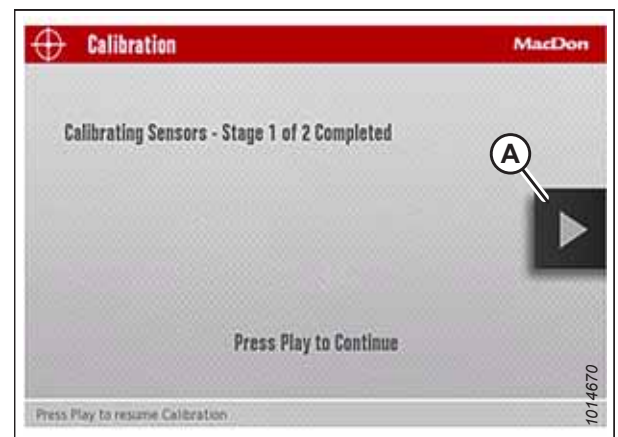 Calibration
MacDon
Calibrating Sensors - Stage 1 of 2 Completed
A
Press Play to Continue
Press Play to resume Calibration
1014670